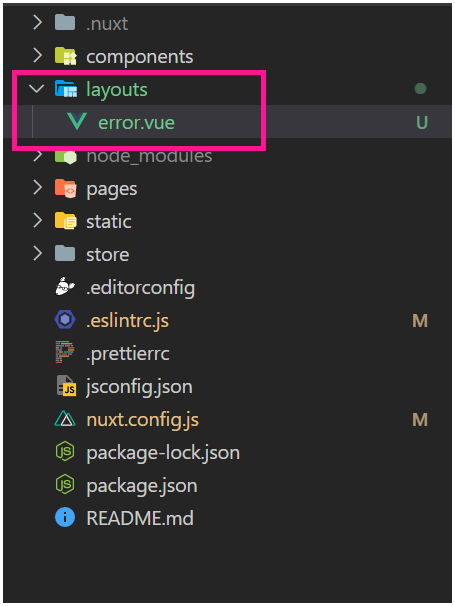 .nuxt
components
layouts
error.vue U
node_modules
pages
static
store
.editorconfig
.eslintrc.js M
.prettierrc
jsconfig.json
nuxt.config.js M
package-lock.json
package.json
README.md